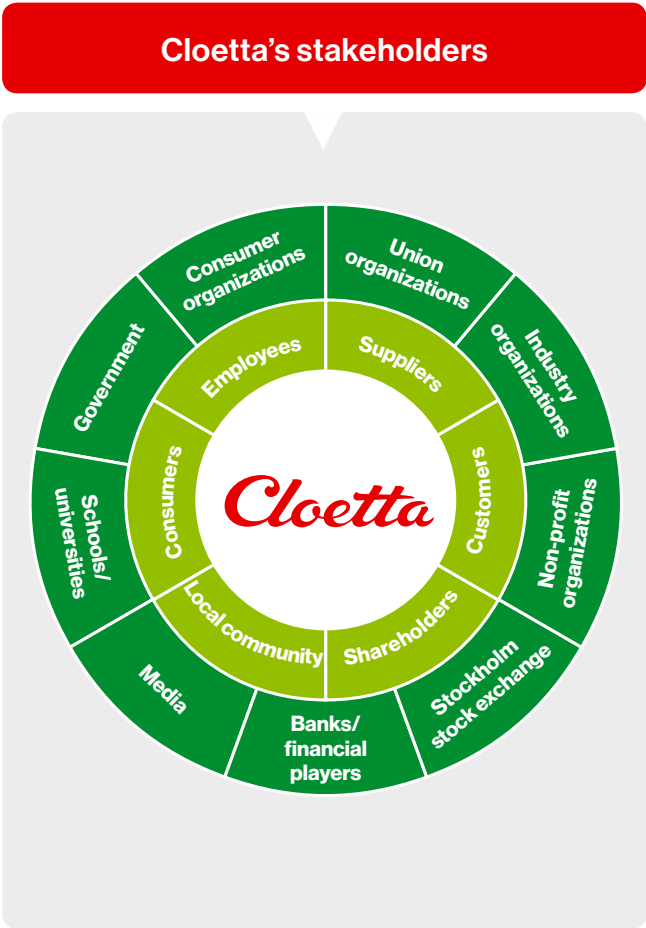 Cloetta's stakeholders
Consumer
organizations
Union
organizations
Industry
organizations
Non-profit
organizations
Stockholm
stock exchange
Banks/
financial
players
Media
Schools/
universities
Government
Employees
Suppliers
Customers
Shareholders
Local community
Consumers
Cloetta